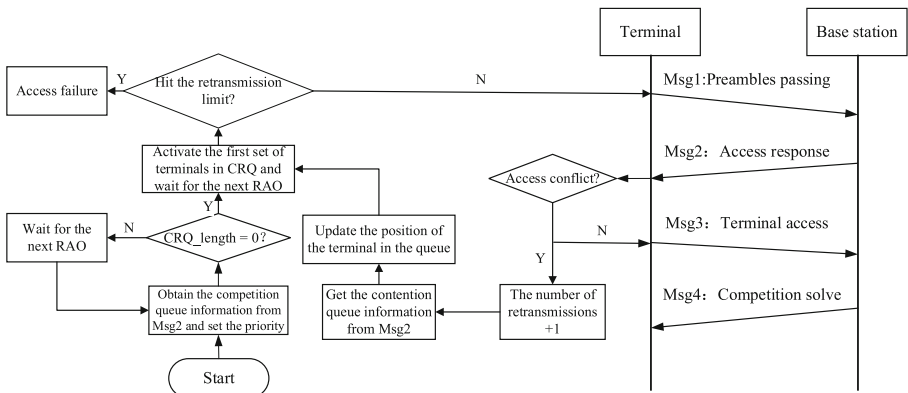 Terminal
Base station
Access failure
Y
Hit the retransmission
limit?
N
Msg1:Preambles passing
Activate the first set of
terminals in CRQ and
wait for the next RAO
Msg2：Access response
Access conflict?
Y
Wait for the
next RAO
N
CRQ_length = 0？
Update the position of
the terminal in the queue
N
Msg3：Terminal access
Y
Obtain the competition
queue information from
Msg2 and set the priority
Get the contention
queue information
from Msg2
The number of
retransmissions
+1
Msg4：Competition solve
Start